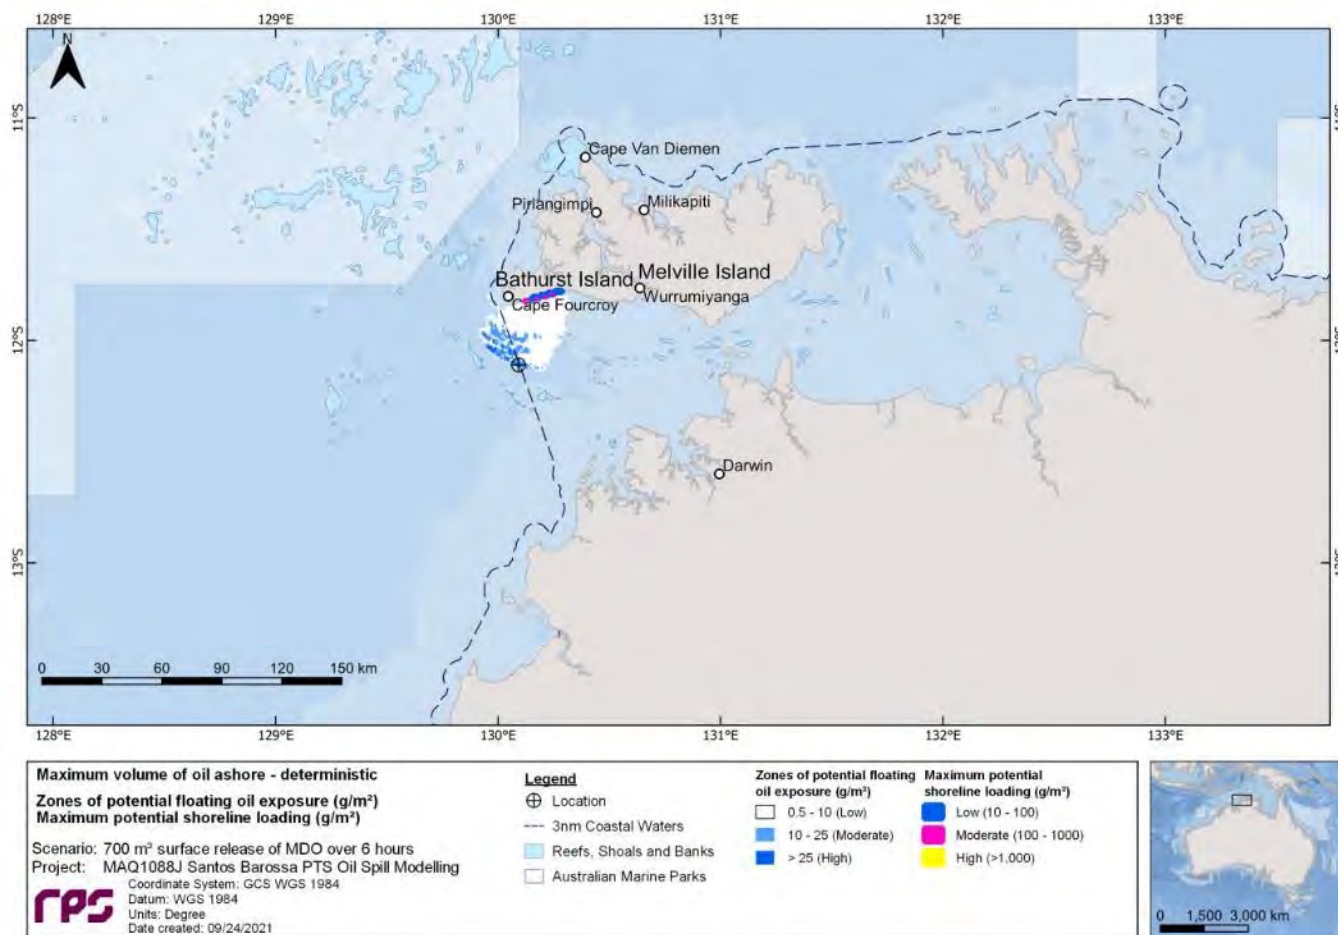 128°E 129°E 130°E 131°E 132°E 133°E
N
11°S
11°S
Cape Van Diemen
Pirlangimpi
Milikapiti
Bathurst Island
Melville Island
Cape Fourcroy
Wurrumiyanga
12°S
12°S
Darwin
13°S
13°S
0 30 60 90 120 150 km
128°E 129°E 130°E 131°E 132°E 133°E
Maximum volume of oil ashore - deterministic
Zones of potential floating oil exposure (g/m²)
Maximum potential shoreline loading (g/m²)
Scenario: 700 m³ surface release of MDO over 6 hours
Project: MAQ1088J Santos Barossa PTS Oil Spill Modelling
rps
Coordinate System: GCS WGS 1984
Datum: WGS 1984
Units: Degree
Date created: 09/24/2021
Legend
Location
3nm Coastal Waters
Reefs, Shoals and Banks
Australian Marine Parks
Zones of potential floating
oil exposure (g/m²)
0.5 - 10 (Low)
10 - 25 (Moderate)
> 25 (High)
Maximum potential
shoreline loading (g/m²)
Low (10 - 100)
Moderate (100 - 1000)
High (>1,000)
0 1,500 3,000 km